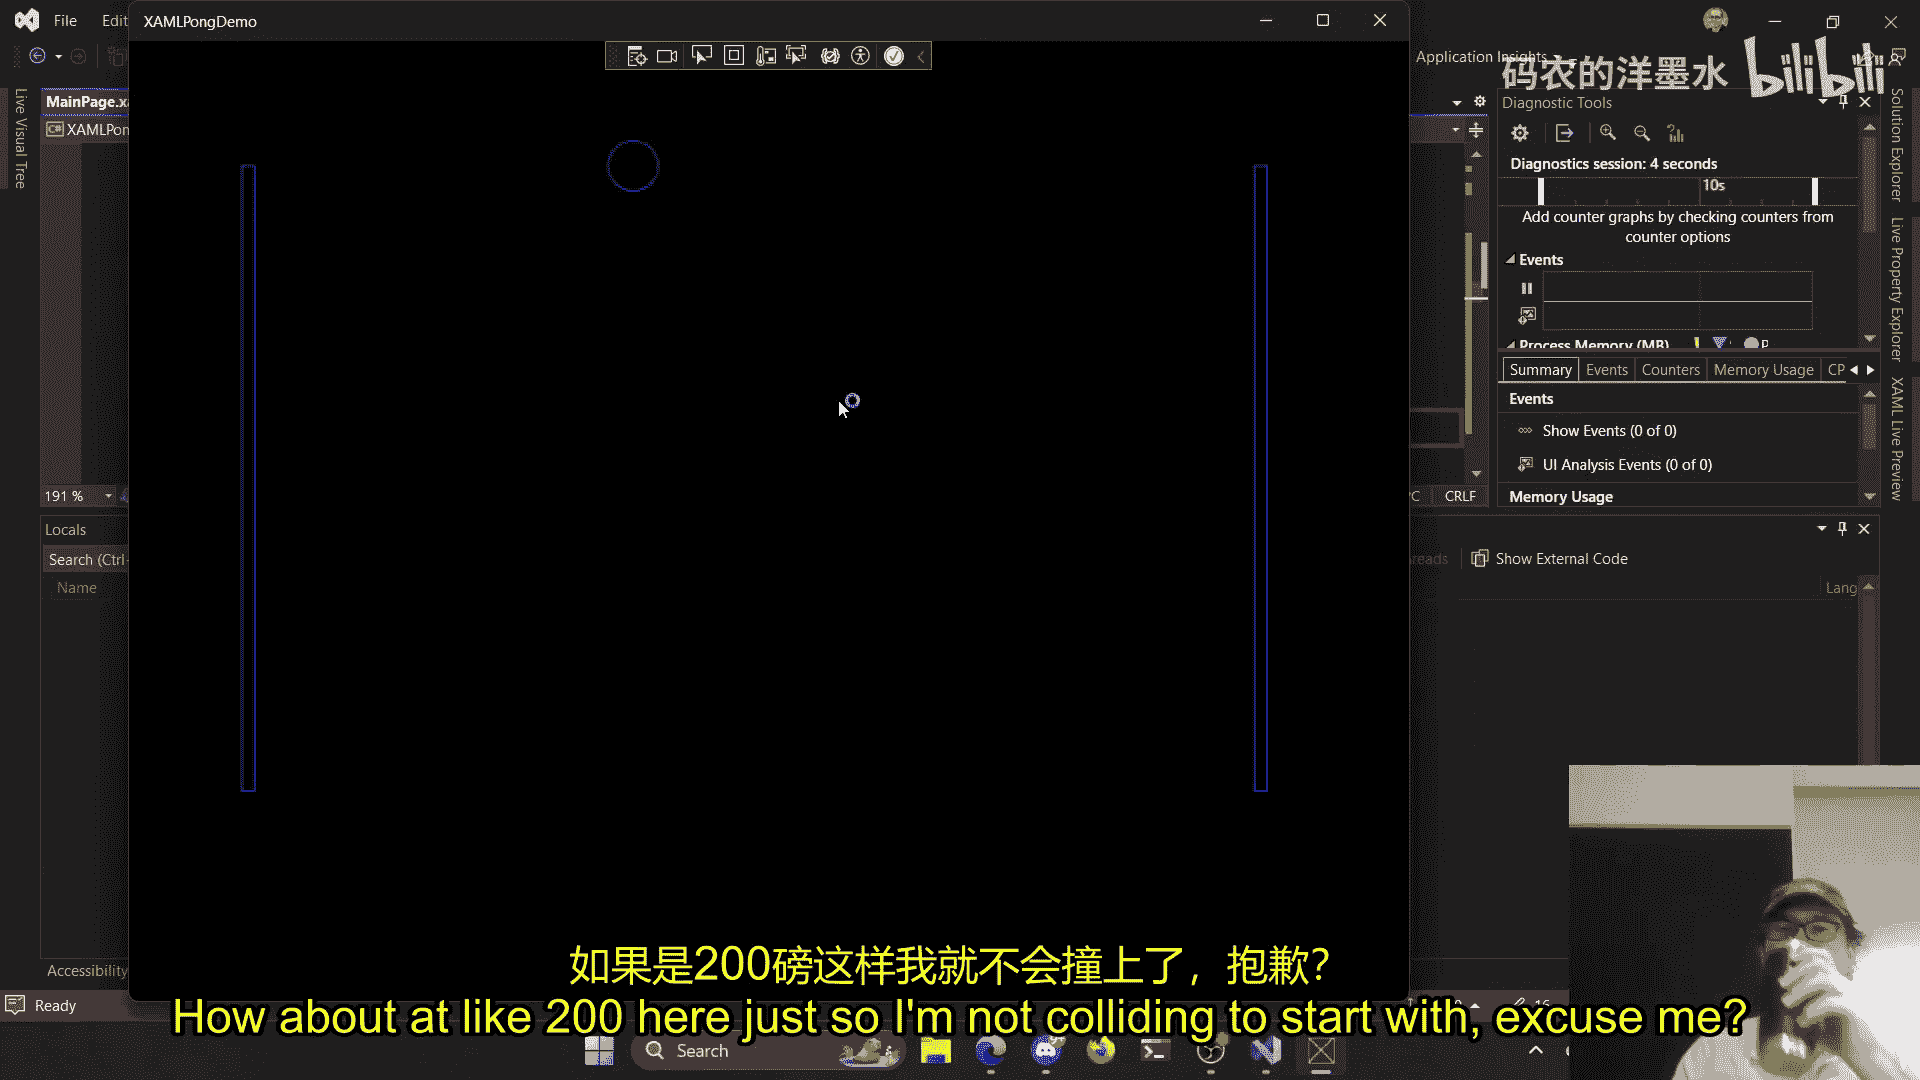 File
Edit
XAMLPongDemo
Application Insights
码农的洋墨水
bilibili
Live Visual Tree
MainPage.xa
XAMLPon
Diagnostic Tools
Diagnostics session: 4 seconds
10s
Add counter graphs by checking counters from
counter options
Events
Process Memory (MB)
P
Summary
Events
Counters
Memory Usage
CP
Events
Show Events (0 of 0)
UI Analysis Events (0 of 0)
Memory Usage
Solution Explorer
Live Property Explorer
XAML Live Preview
191 %
CRLF
Locals
Search (Ctrl+
Name
Show External Code
Lang
Accessibility
Ready
如果是200磅这样我就不会撞上了，抱歉？
How about at like 200 here just so I'm not colliding to start with, excuse me?
Search